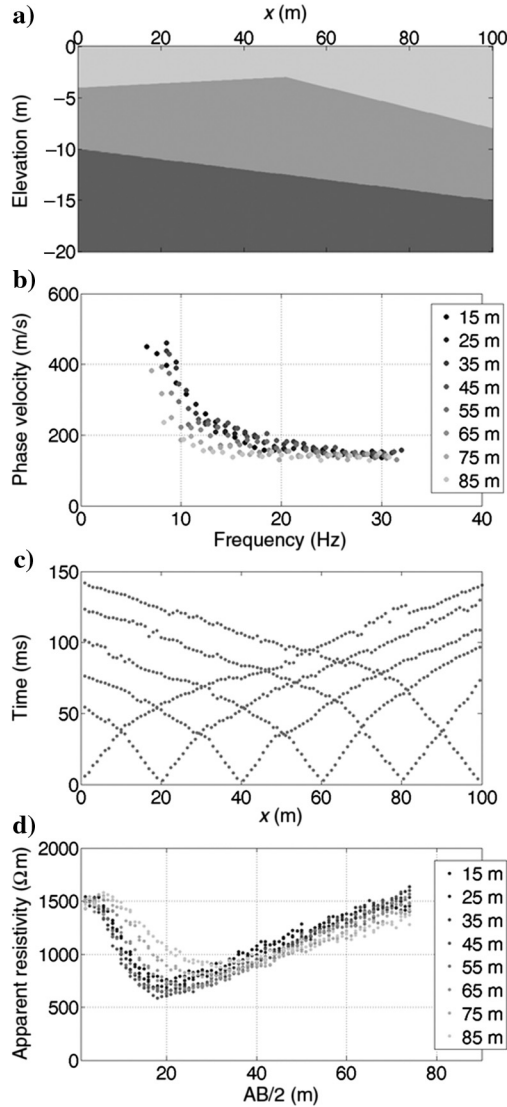 a)
x (m)
0 20 40 60 80 100
0
−5
−10
−15
−20
Elevation (m)
b)
600
400
200
0
Phase velocity (m/s)
0 10 20 30 40
Frequency (Hz)
15 m
25 m
35 m
45 m
55 m
65 m
75 m
85 m
c)
150
100
50
0
Time (ms)
0 20 40 60 80 100
x (m)
d)
2000
1500
1000
500
0
Apparent resistivity (Ωm)
20 40 60 80
AB/2 (m)
15 m
25 m
35 m
45 m
55 m
65 m
75 m
85 m